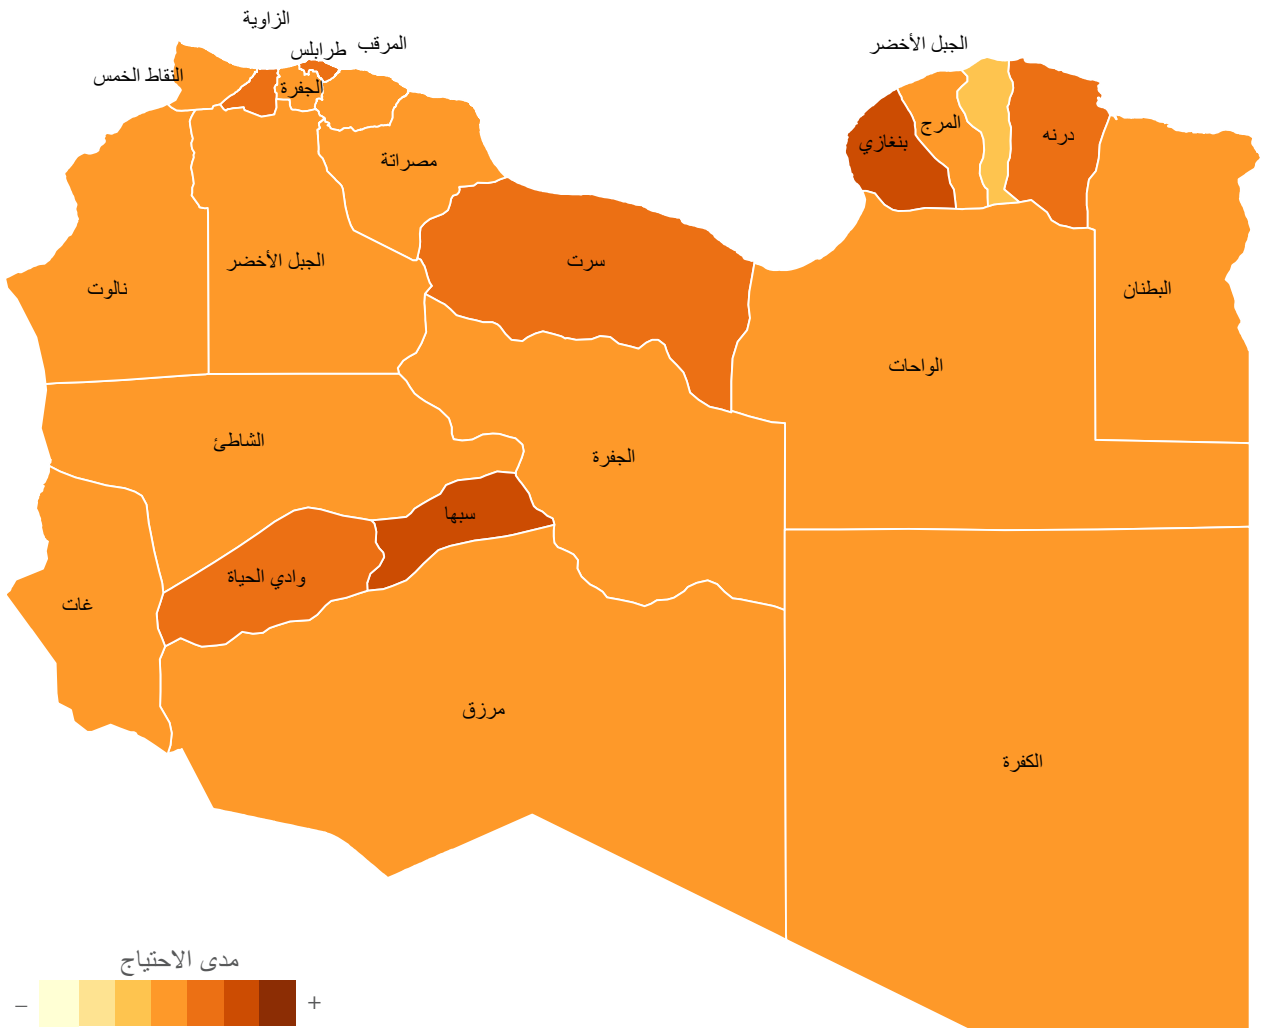 الزاوية
المرقب
طرابلس
النقاط الخمس
الجفرة
الجبل الأخضر
المرج
بنغازي
درنه
مصراتة
سرت
الجبل الأخضر
نالوت
البطنان
الواحات
الشاطئ
الجفرة
سبها
وادي الحياة
غات
مرزق
الكفرة
مدى الاحتياج
– +